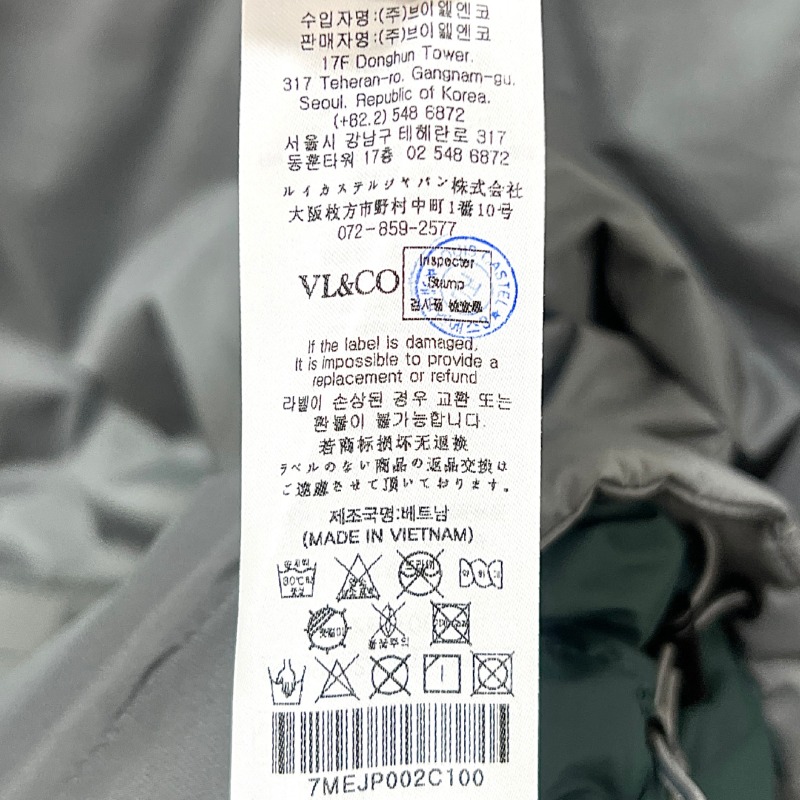 수입자명:(주)브이엘엔코
판매자명:(주)브이엘엔코
17F Donghun Tower.
317 Teheran-ro. Gangnam-gu.
Seoul. Republic of Korea.
(+82.2) 548 6872
서울시 강남구 테헤란로 317
동훈타워 17층 02 548 6872
ルイカステルジャパン株式会社
大阪枚方市野村中町1番10号
072-859-2577
VL&CO
Inspecter
Stamp
If the label is damaged,
It is impossible to provide a
replacement or refund
라벨이 손상된 경우 교환 또는
환불이 불가능합니다.
若商标损坏无退换
ラベルのない商品の返品交換は
ご遠慮させて頂いております。
제조국명:베트남
(MADE IN VIETNAM)
30℃
드라이
7MEJP002C100